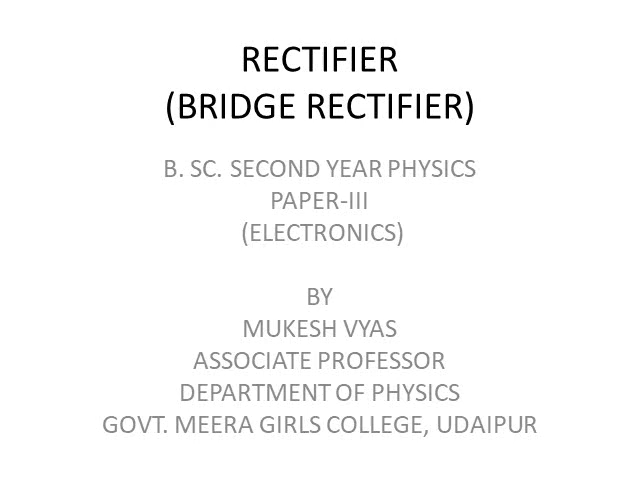 RECTIFIER
(BRIDGE RECTIFIER)
B. SC. SECOND YEAR PHYSICS
PAPER-III
(ELECTRONICS)
BY
MUKESH VYAS
ASSOCIATE PROFESSOR
DEPARTMENT OF PHYSICS
GOVT. MEERA GIRLS COLLEGE, UDAIPUR